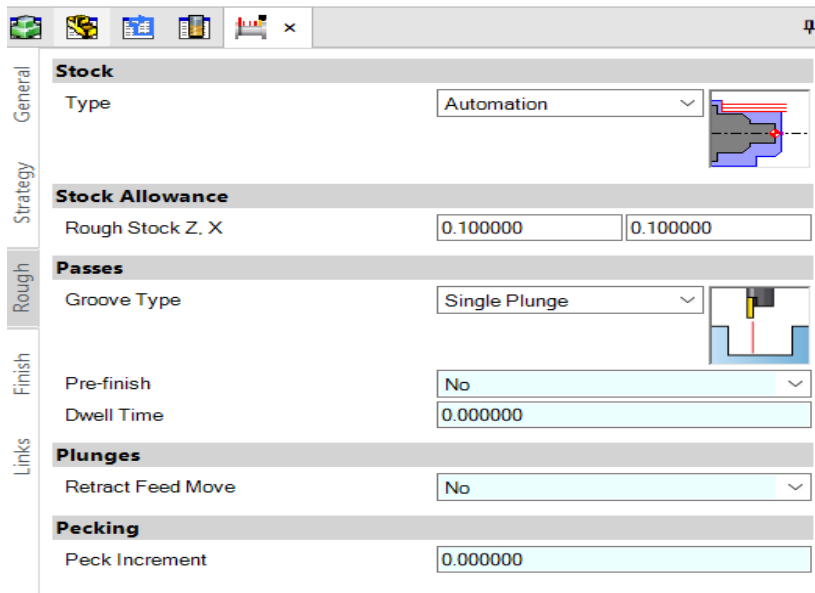 General
Strategy
Rough
Finish
Links
Stock
Type Automation
Stock Allowance
Rough Stock Z, X 0.100000 0.100000
Passes
Groove Type Single Plunge
Pre-finish No
Dwell Time 0.000000
Plunges
Retract Feed Move No
Pecking
Peck Increment 0.000000